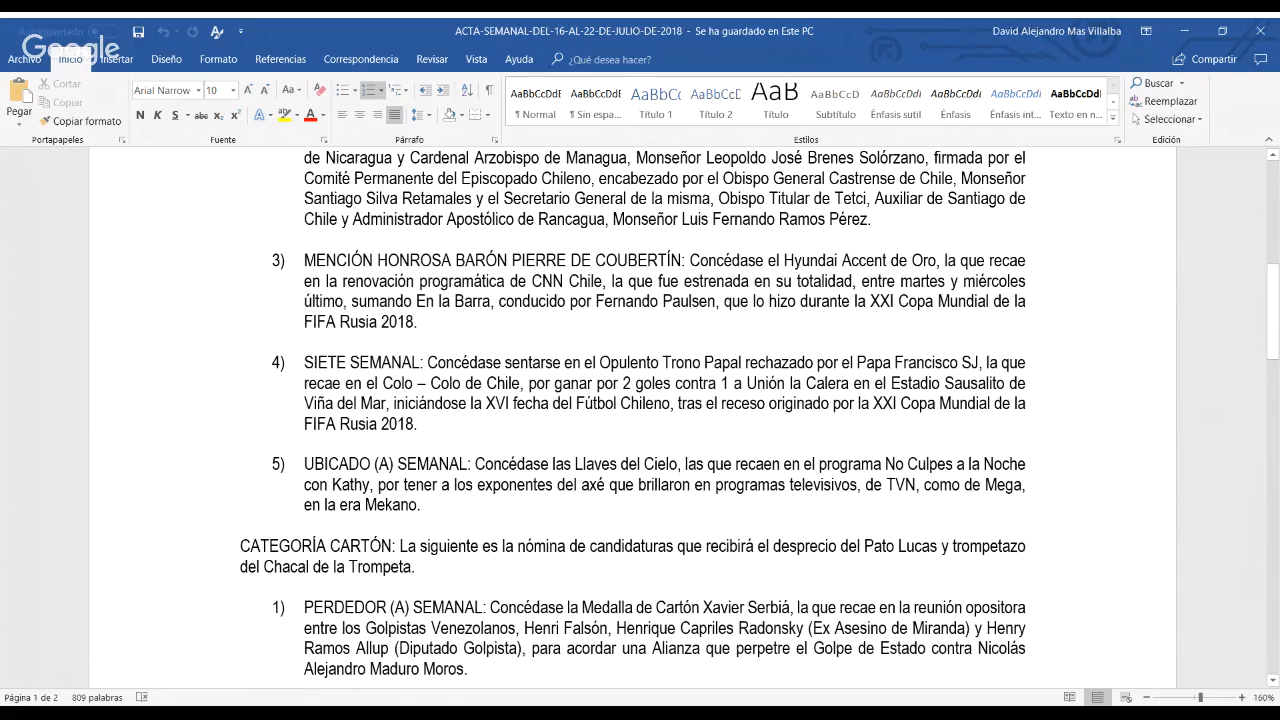 Autoguardado
ACTA-SEMANAL-DEL-16-AL-22-DE-JULIO-DE-2018 - Se ha guardado en Este PC
David Alejandro Mas Villalba
Google
Archivo Inicio Insertar Diseño Formato Referencias Correspondencia Revisar Vista Ayuda ¿Qué desea hacer? Compartir
Pegar
Cortar
Copiar
Copiar formato
Portapapeles
Arial Narrow 10
N K S abc X₂ X²
Fuente
Párrafo
AaBbCcDdE AaBbCcDdE AaBbCc AaBbCcD AaB AaBbCcD AaBbCcDdI AaBbCcDdI AaBbCcDdI AaBbCcDd
¶ Normal ¶ Sin espa... Título 1 Título 2 Título Subtítulo Énfasis sutil Énfasis Énfasis int... Texto en n...
Estilos
Buscar
Reemplazar
Seleccionar
Edición
de Nicaragua y Cardenal Arzobispo de Managua, Monseñor Leopoldo José Brenes Solórzano, firmada por el
Comité Permanente del Episcopado Chileno, encabezado por el Obispo General Castrense de Chile, Monseñor
Santiago Silva Retamales y el Secretario General de la misma, Obispo Titular de Tetci, Auxiliar de Santiago de
Chile y Administrador Apostólico de Rancagua, Monseñor Luis Fernando Ramos Pérez.
3) MENCIÓN HONROSA BARÓN PIERRE DE COUBERTÍN: Concédase el Hyundai Accent de Oro, la que recae
en la renovación programática de CNN Chile, la que fue estrenada en su totalidad, entre martes y miércoles
último, sumando En la Barra, conducido por Fernando Paulsen, que lo hizo durante la XXI Copa Mundial de la
FIFA Rusia 2018.
4) SIETE SEMANAL: Concédase sentarse en el Opulento Trono Papal rechazado por el Papa Francisco SJ, la que
recae en el Colo – Colo de Chile, por ganar por 2 goles contra 1 a Unión la Calera en el Estadio Sausalito de
Viña del Mar, iniciándose la XVI fecha del Fútbol Chileno, tras el receso originado por la XXI Copa Mundial de la
FIFA Rusia 2018.
5) UBICADO (A) SEMANAL: Concédase las Llaves del Cielo, las que recaen en el programa No Culpes a la Noche
con Kathy, por tener a los exponentes del axé que brillaron en programas televisivos, de TVN, como de Mega,
en la era Mekano.
CATEGORÍA CARTÓN: La siguiente es la nómina de candidaturas que recibirá el desprecio del Pato Lucas y trompetazo
del Chacal de la Trompeta.
1) PERDEDOR (A) SEMANAL: Concédase la Medalla de Cartón Xavier Serbiá, la que recae en la reunión opositora
entre los Golpistas Venezolanos, Henri Falsón, Henrique Capriles Radonsky (Ex Asesino de Miranda) y Henry
Ramos Allup (Diputado Golpista), para acordar una Alianza que perpetre el Golpe de Estado contra Nicolás
Alejandro Maduro Moros.
Página 1 de 2 809 palabras
160%